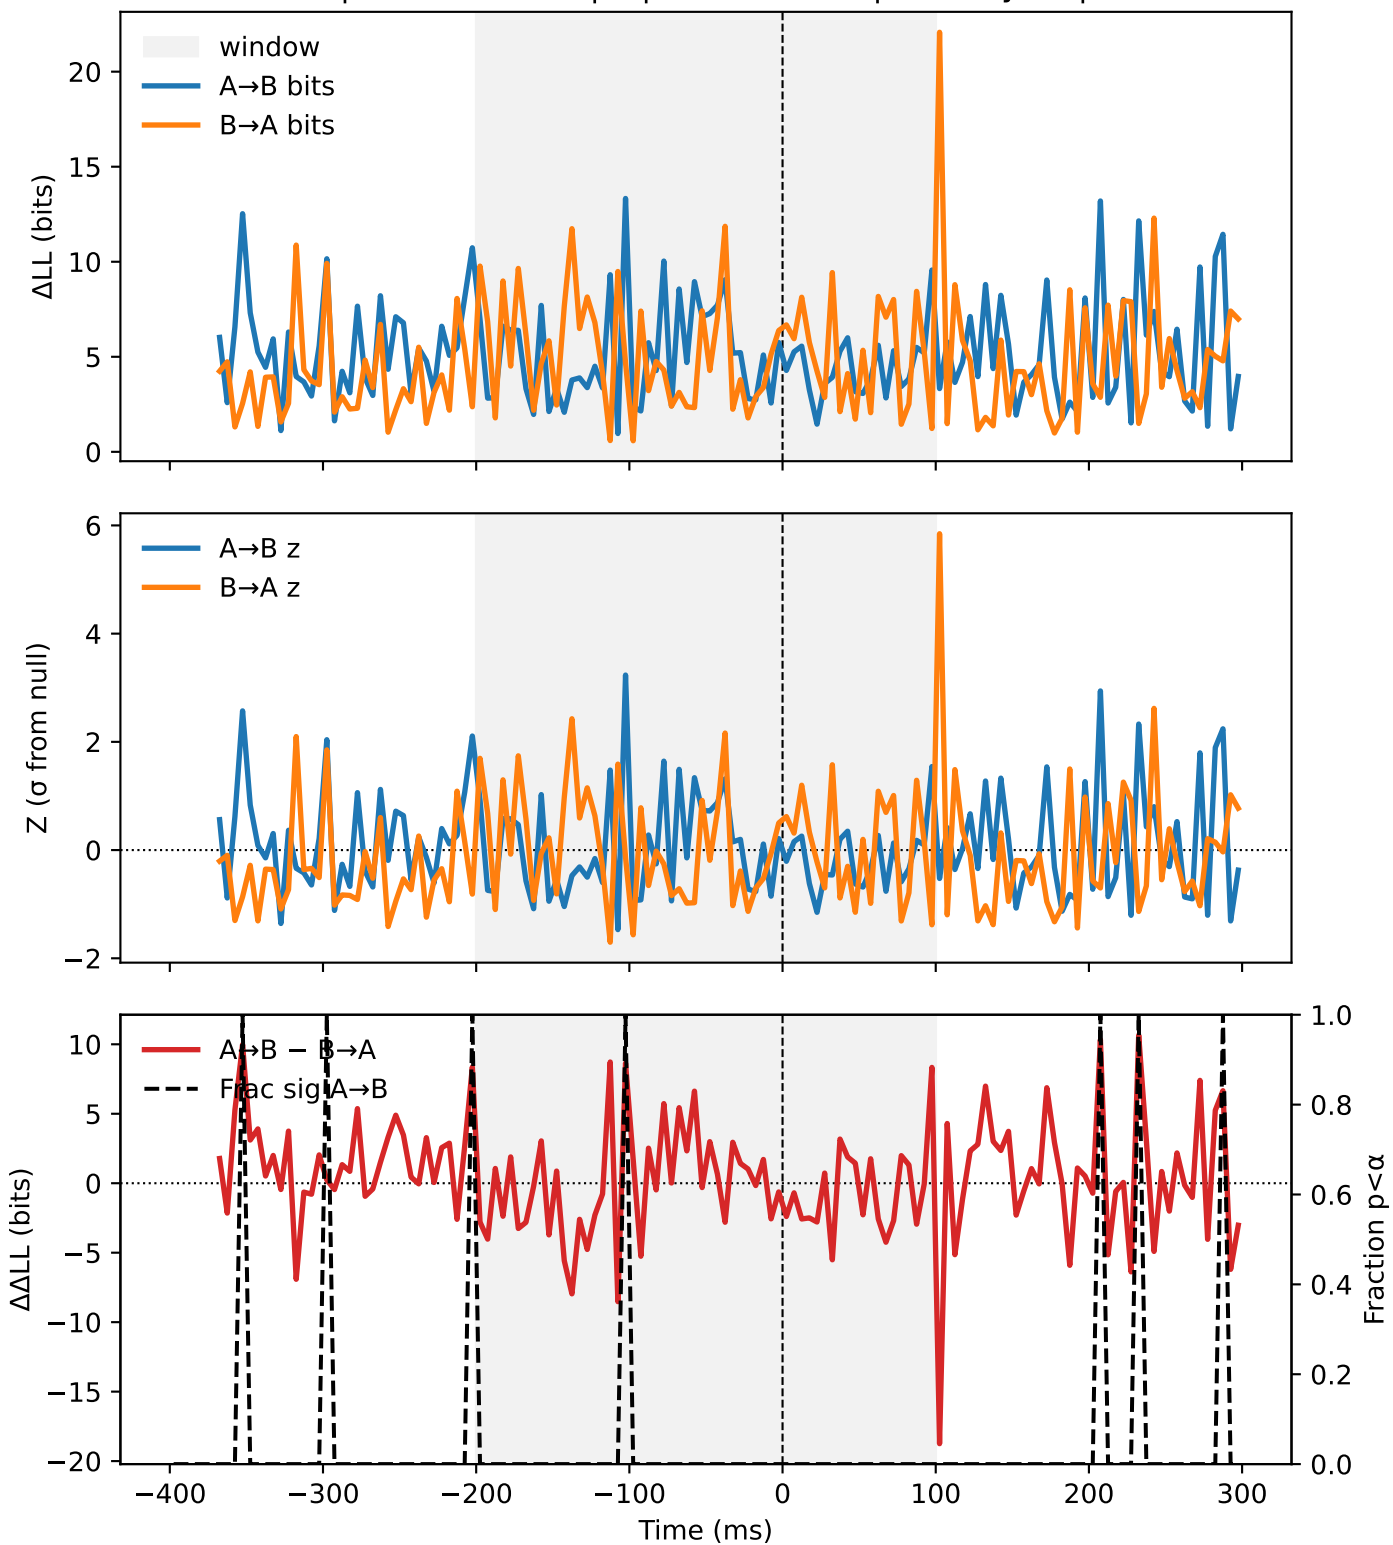 window
A→B bits
B→A bits
20
15
10
5
0
ΔLL (bits)
A→B z
B→A z
6
4
2
0
−2
Z (σ from null)
A→B − B→A
Frac sig A→B
10
5
0
−5
−10
−15
−20
ΔΔLL (bits)
1.0
0.8
0.6
0.4
0.2
0.0
Fraction p<α
−400 −300 −200 −100 0 100 200 300
Time (ms)